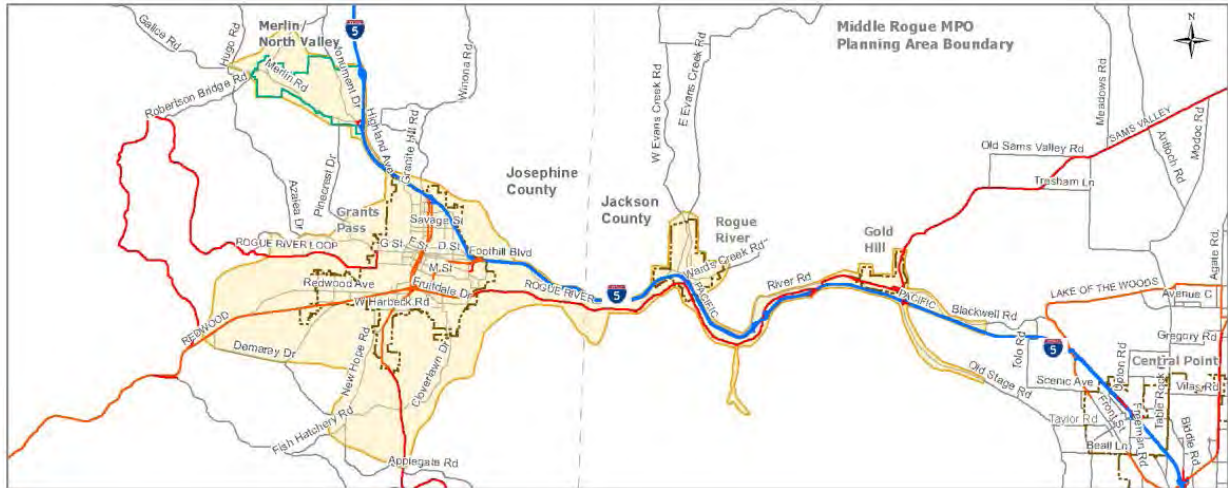 Merlin/
North Valley
Galice Rd
Hugo Rd
Monument Dr
5
Winona Rd
Middle Rogue MPO
Planning Area Boundary
N
Merlin Rd
Robertson Bridge Rd
Highland Ave
Granite Hill Rd
W Evans Creek Rd
E Evans Creek Rd
Meadows Rd
SAMS VALLEY
Antioch Rd
Modoc Rd
Old Sams Valley Rd
Tresham Ln
Azalea Dr
Pinecrest Dr
Josephine
County
Jackson
County
Grants
Pass
Savage St
Rogue
River
Gold
Hill
ROGUE RIVER LOOP
G St
E St
D St
Foothill Blvd
M St
Ward's Creek Rd
Agate Rd
Redwood Ave
Fruitdale Dr
ROGUE RIVER
5
PACIFIC
River Rd
PACIFIC
Blackwell Rd
LAKE OF THE WOODS
Avenue C
W Harbeck Rd
REDWOOD
Demaray Dr
New Hope Rd
Cloverlawn Dr
Tolo Rd
5
Gregory Rd
Upton Rd
Central Point
Scenic Ave
Old Stage Rd
Table Rock
Vilas Rd
Front St
Freeman Rd
Taylor Rd
Beall Ln
Biddle Rd
Fish Hatchery Rd
Applegate Rd